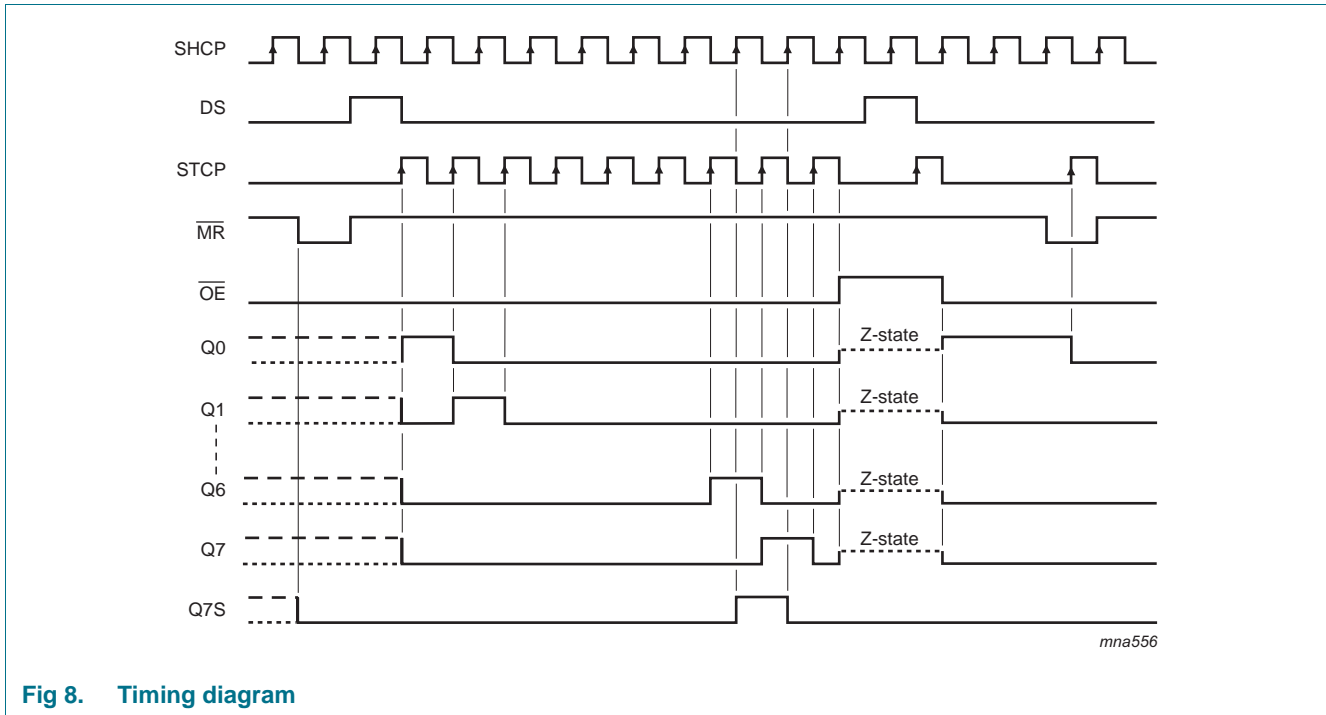 SHCP
DS
STCP
MR
OE
Q0
Z-state
Q1
Z-state
Q6
Z-state
Q7
Z-state
Q7S
mna556
Fig 8. Timing diagram